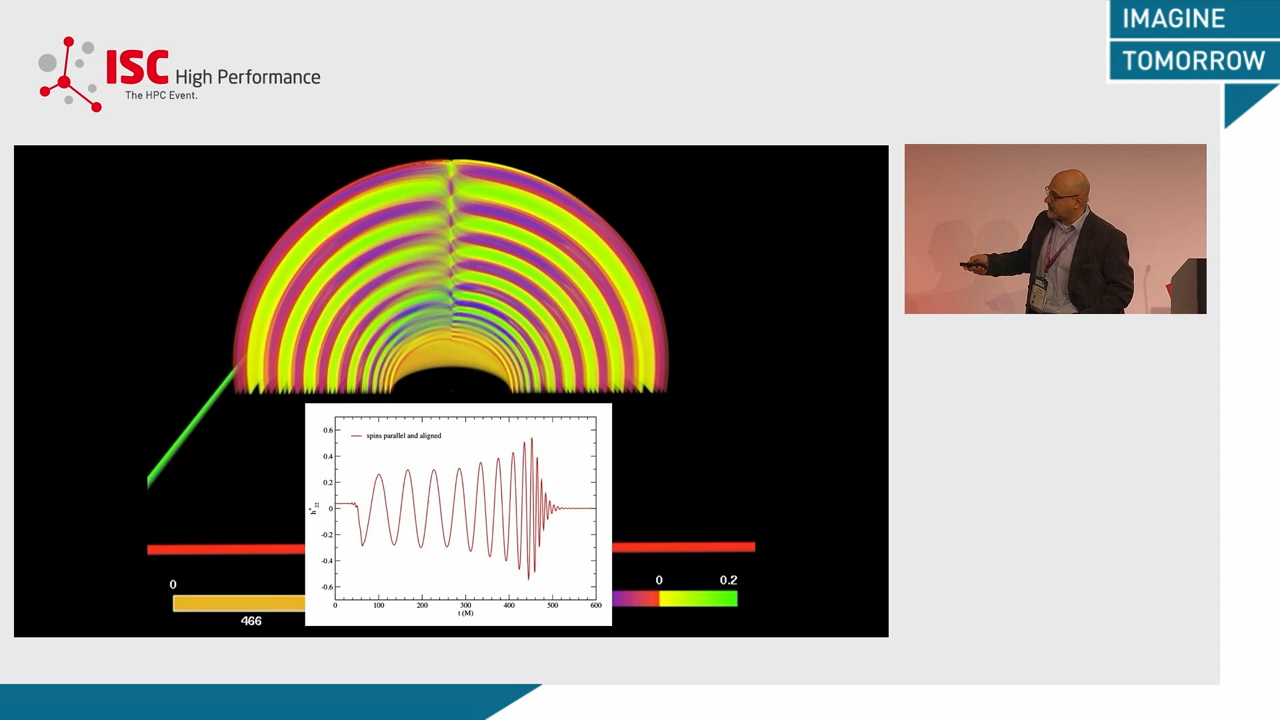 IMAGINE
TOMORROW
ISC High Performance
The HPC Event.
spins parallel and aligned
0.6
0.4
0.2
0
-0.2
-0.4
-0.6
0 100 200 300 400 500 600
t (M)
0
466
0 0.2